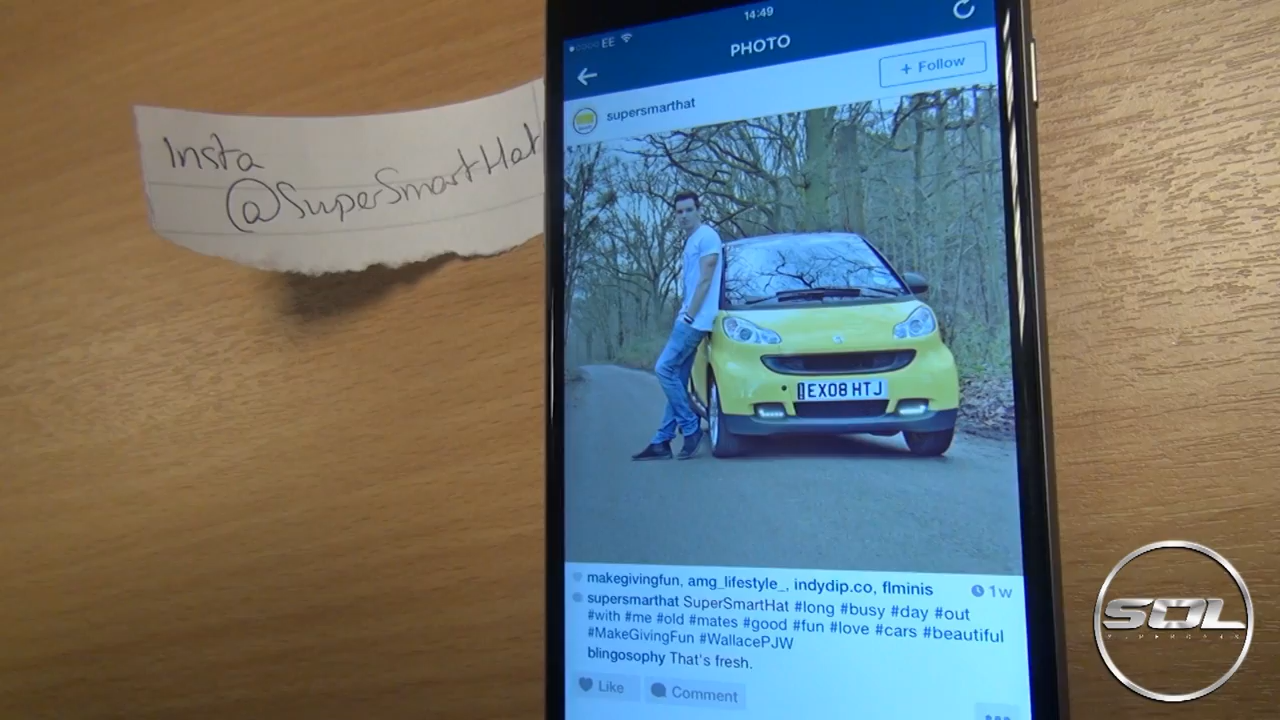 Insta
@SuperSmartHat
EE
14:49
PHOTO
+ Follow
supersmarthat
EX08 HTJ
makegivingfun, amg_lifestyle_, indydip.co, flminis
1w
supersmarthat SuperSmartHat #long #busy #day #out
#with #me #old #mates #good #fun #love #cars #beautiful
#MakeGivingFun #WallacePJW
blingosophy That's fresh.
Like
Comment
SOL